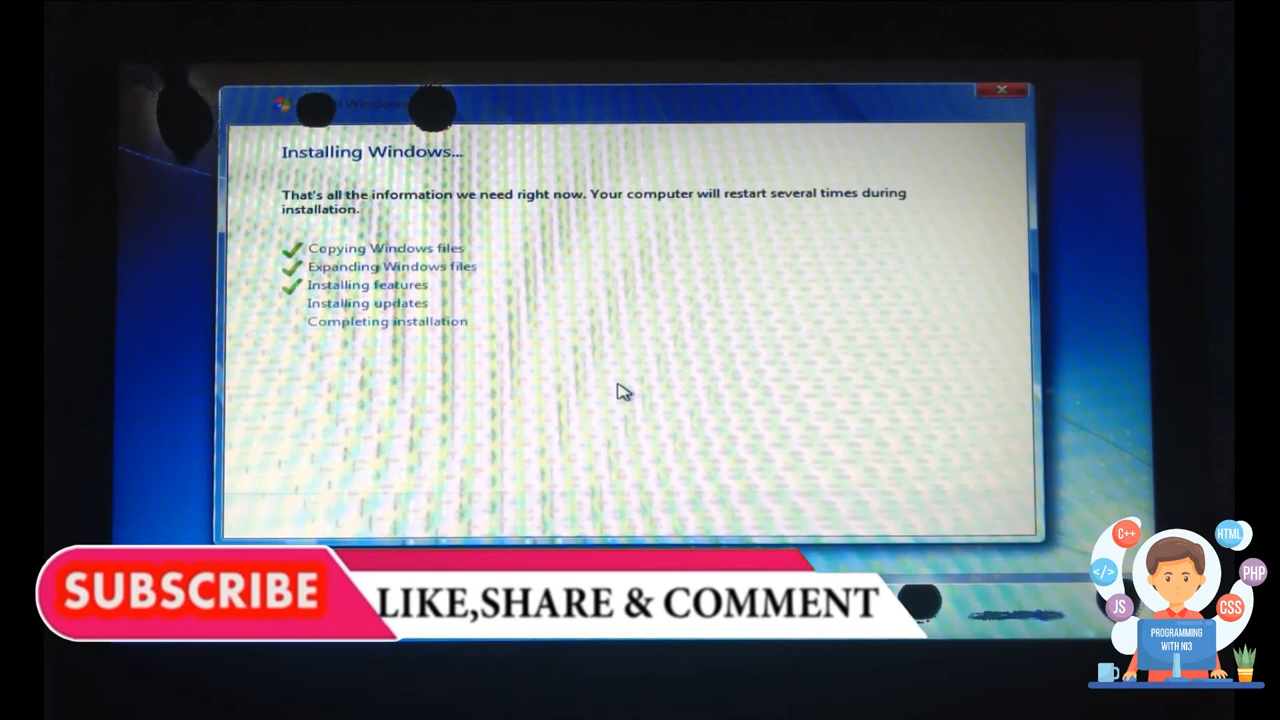 Installing Windows...
That's all the information we need right now. Your computer will restart several times during
installation.
Copying Windows files
Expanding Windows files
Installing features
Installing updates
Completing installation
SUBSCRIBE
LIKE,SHARE & COMMENT
C++
HTML
</>
PHP
JS
CSS
PROGRAMMING
WITH NI3